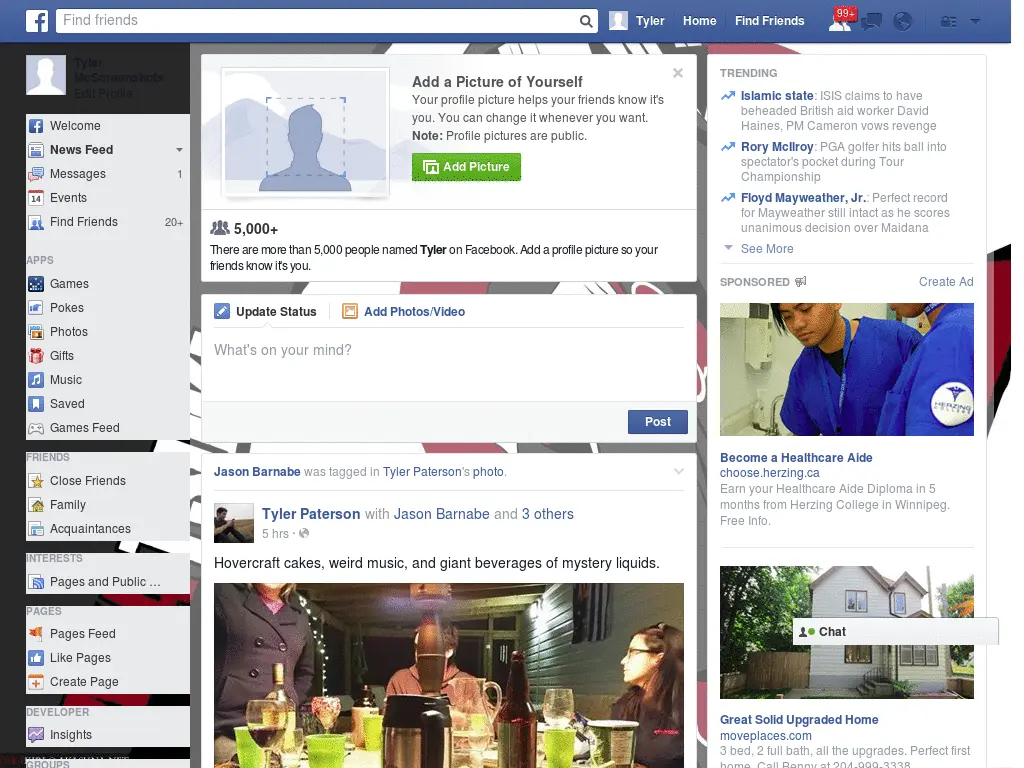 Find friends
Tyler
Home
Find Friends
99+
Tyler
McScreenshots
Edit Profile
Welcome
News Feed
Messages 1
Events
Find Friends 20+
APPS
Games
Pokes
Photos
Gifts
Music
Saved
Games Feed
FRIENDS
Close Friends
Family
Acquaintances
INTERESTS
Pages and Public ...
PAGES
Pages Feed
Like Pages
Create Page
DEVELOPER
Insights
GROUPS
Add a Picture of Yourself
Your profile picture helps your friends know it's
you. You can change it whenever you want.
Note: Profile pictures are public.
Add Picture
5,000+
There are more than 5,000 people named Tyler on Facebook. Add a profile picture so your
friends know it's you.
Update Status
Add Photos/Video
What's on your mind?
Post
Jason Barnabe was tagged in Tyler Paterson's photo.
Tyler Paterson with Jason Barnabe and 3 others
5 hrs ·
Hovercraft cakes, weird music, and giant beverages of mystery liquids.
TRENDING
Islamic state: ISIS claims to have
beheaded British aid worker David
Haines, PM Cameron vows revenge
Rory McIlroy: PGA golfer hits ball into
spectator's pocket during Tour
Championship
Floyd Mayweather, Jr.: Perfect record
for Mayweather still intact as he scores
unanimous decision over Maidana
See More
SPONSORED
Create Ad
HERZING
COLLEGE
Become a Healthcare Aide
choose.herzing.ca
Earn your Healthcare Aide Diploma in 5
months from Herzing College in Winnipeg.
Free Info.
Chat
Great Solid Upgraded Home
moveplaces.com
3 bed, 2 full bath, all the upgrades. Perfect first
home. Call Benny at 204-999-3338